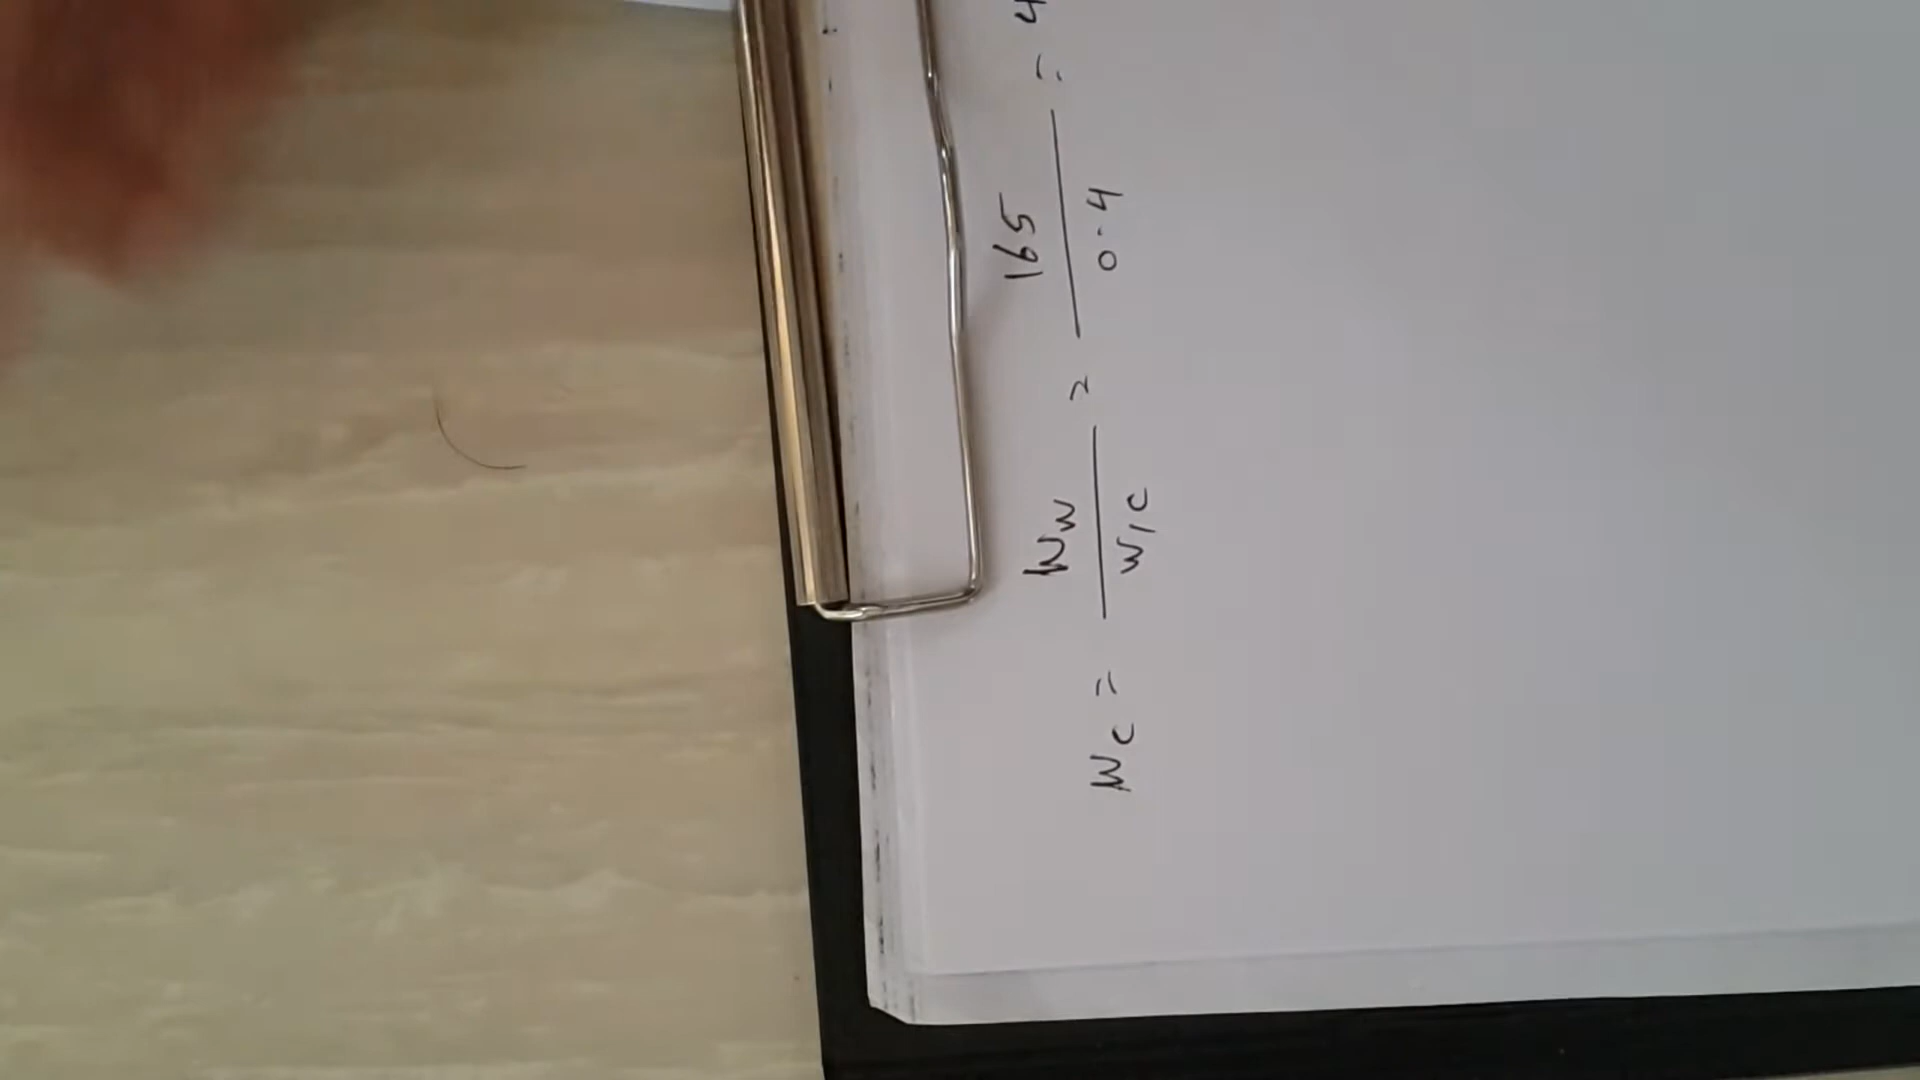 Wc = Ww / w/c = 165 / 0.4 = 4